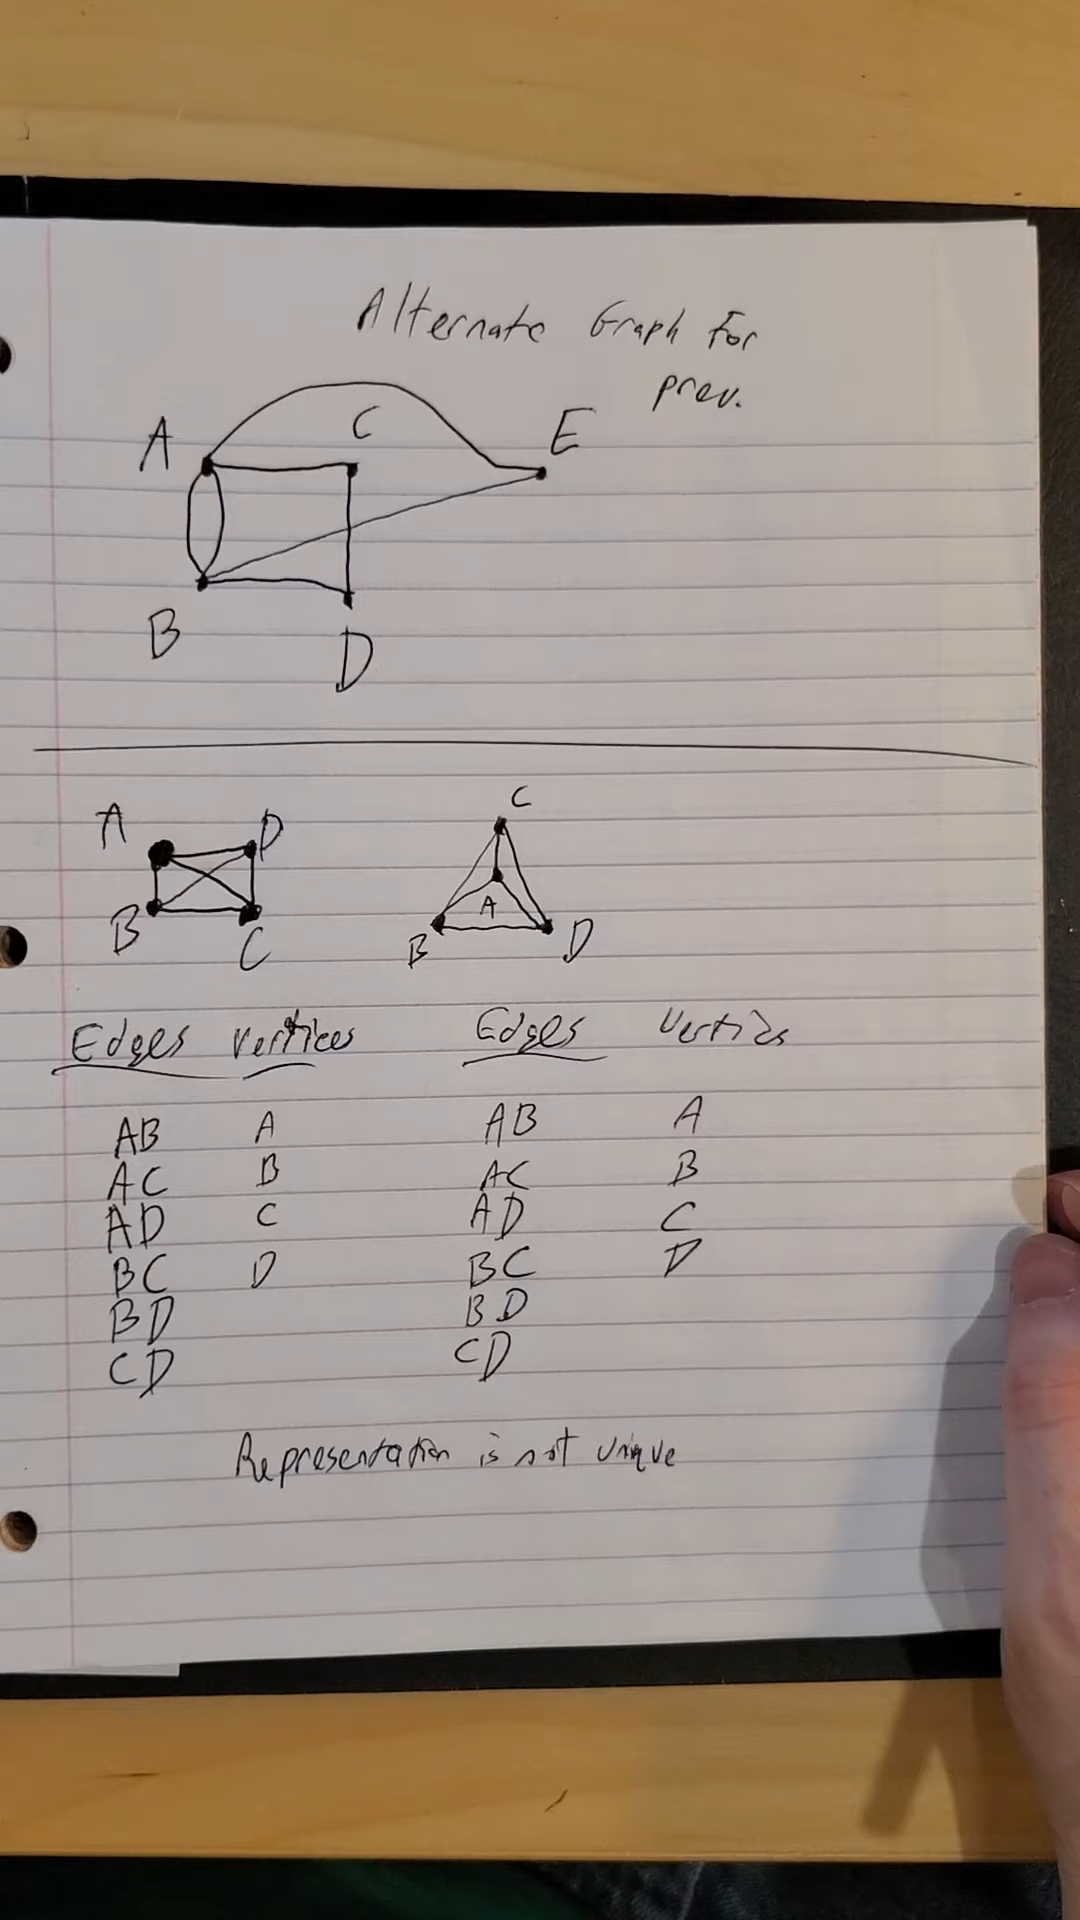 Alternate Graph For
prev.
A C E
B D
C
A D
A
B C
B D
Edges Vertices Edges Vertics
AB A AB A
AC B AC B
AD C AD C
BC D BC D
BD BD
CD CD
Representation is not unique